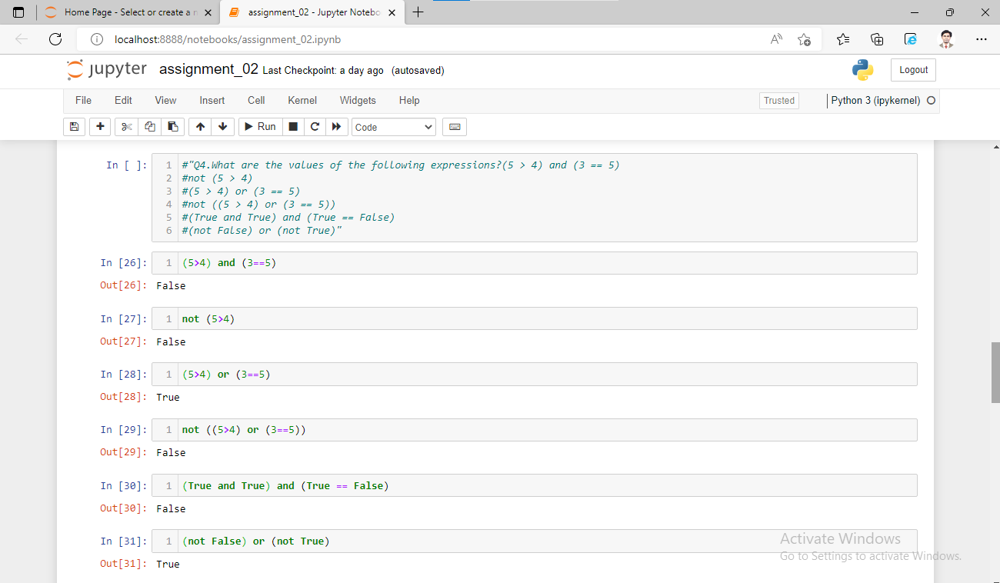 Home Page - Select or create a n
assignment_02 - Jupyter Notebo
localhost:8888/notebooks/assignment_02.ipynb
jupyter assignment_02 Last Checkpoint: a day ago (autosaved)
Logout
File Edit View Insert Cell Kernel Widgets Help
Trusted
Python 3 (ipykernel)
Run
Code
In [ ]:
1 #"Q4.What are the values of the following expressions?(5 > 4) and (3 == 5)
2 #not (5 > 4)
3 #(5 > 4) or (3 == 5)
4 #not ((5 > 4) or (3 == 5))
5 #(True and True) and (True == False)
6 #(not False) or (not True)"
In [26]: 1 (5>4) and (3==5)
Out[26]: False
In [27]: 1 not (5>4)
Out[27]: False
In [28]: 1 (5>4) or (3==5)
Out[28]: True
In [29]: 1 not ((5>4) or (3==5))
Out[29]: False
In [30]: 1 (True and True) and (True == False)
Out[30]: False
In [31]: 1 (not False) or (not True)
Out[31]: True
Activate Windows
Go to Settings to activate Windows.